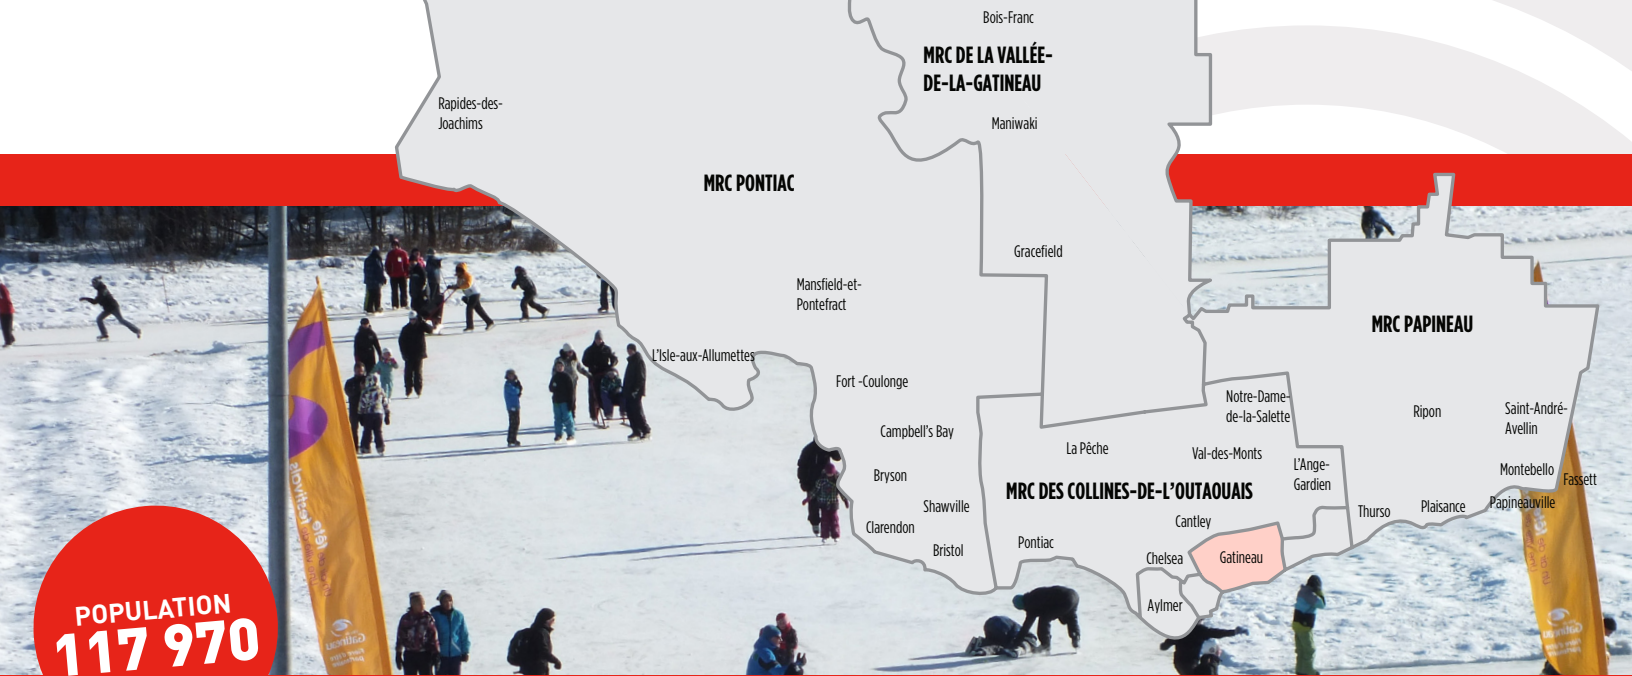 Bois-Franc
MRC DE LA VALLÉE-
DE-LA-GATINEAU
Rapides-des-
Joachims
Maniwaki
MRC PONTIAC
Gracefield
Mansfield-et-
Pontefract
MRC PAPINEAU
L'Isle-aux-Allumettes
Fort -Coulonge
Notre-Dame-
de-la-Salette
Ripon
Saint-André-
Avellin
Campbell's Bay
La Pêche
Val-des-Monts
L'Ange-
Gardien
Montebello
Fassett
Bryson
MRC DES COLLINES-DE-L'OUTAOUAIS
Shawville
Thurso
Plaisance
Papineauville
Clarendon
Cantley
Bristol
Pontiac
Chelsea
Gatineau
Aylmer
POPULATION
117 970
Gatineau
Gatineau